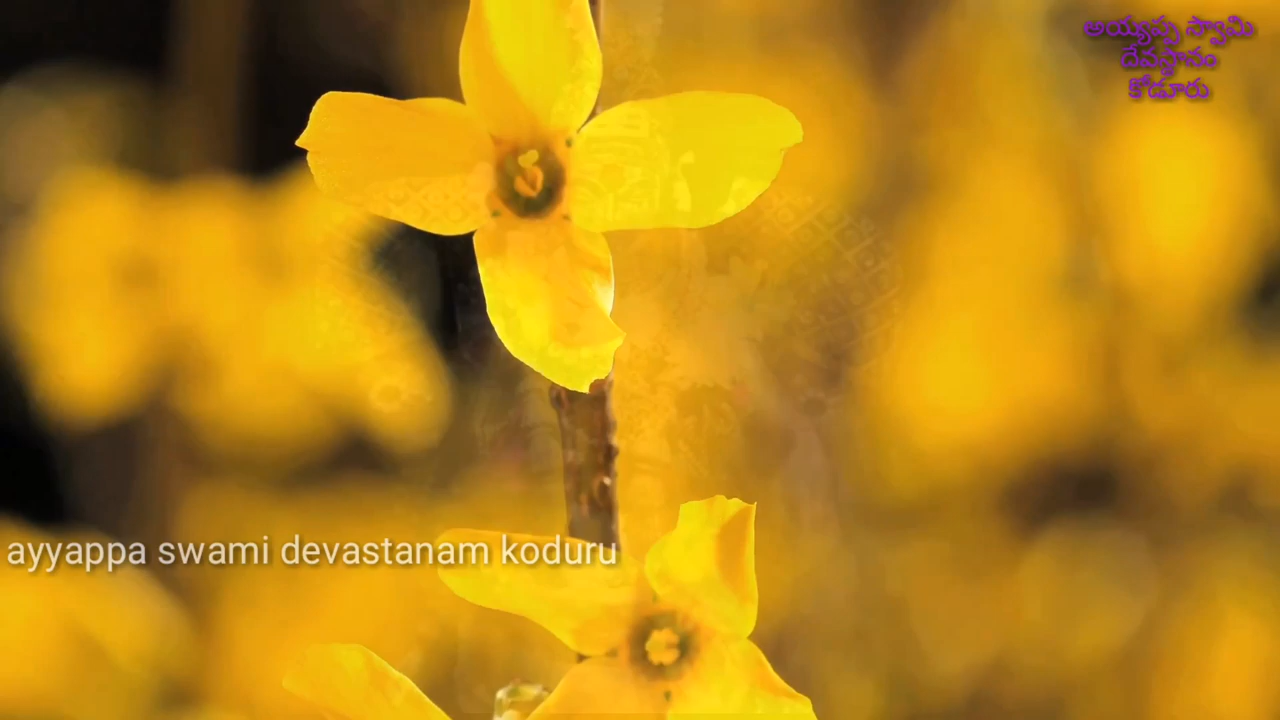 అయ్యప్ప స్వామి
దేవస్థానం
కోడూరు
ayyappa swami devastanam koduru